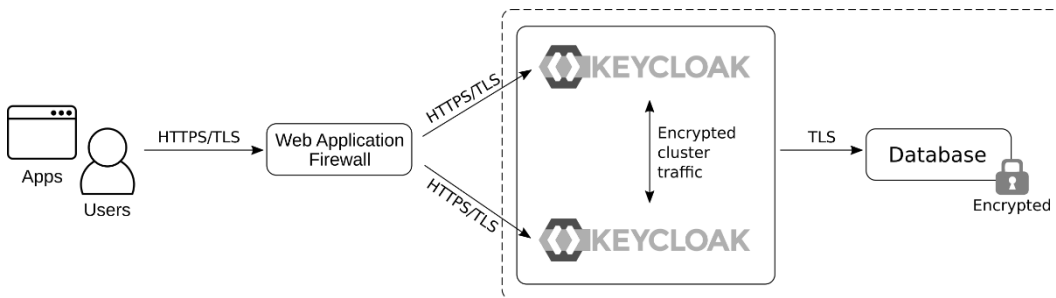 Apps
Users
HTTPS/TLS
Web Application
Firewall
HTTPS/TLS
HTTPS/TLS
KEYCLOAK
Encrypted
cluster
traffic
KEYCLOAK
TLS
Database
Encrypted